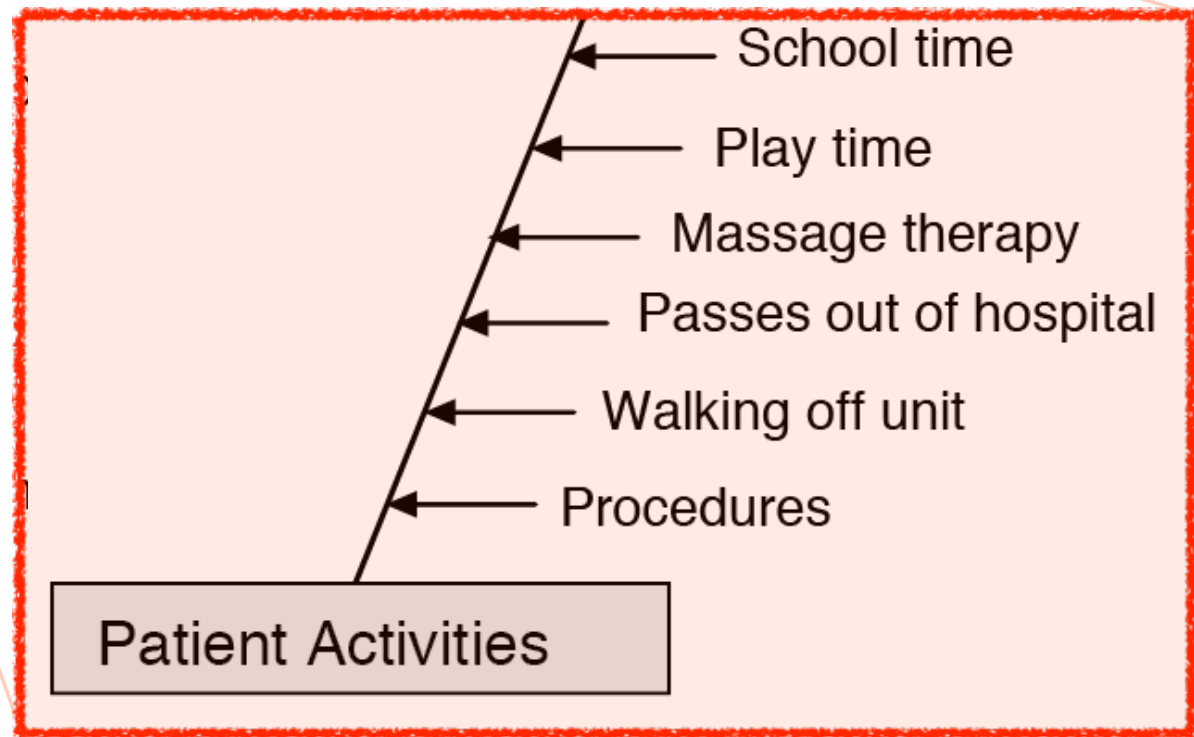 School time
Play time
Massage therapy
Passes out of hospital
Walking off unit
Procedures
Patient Activities